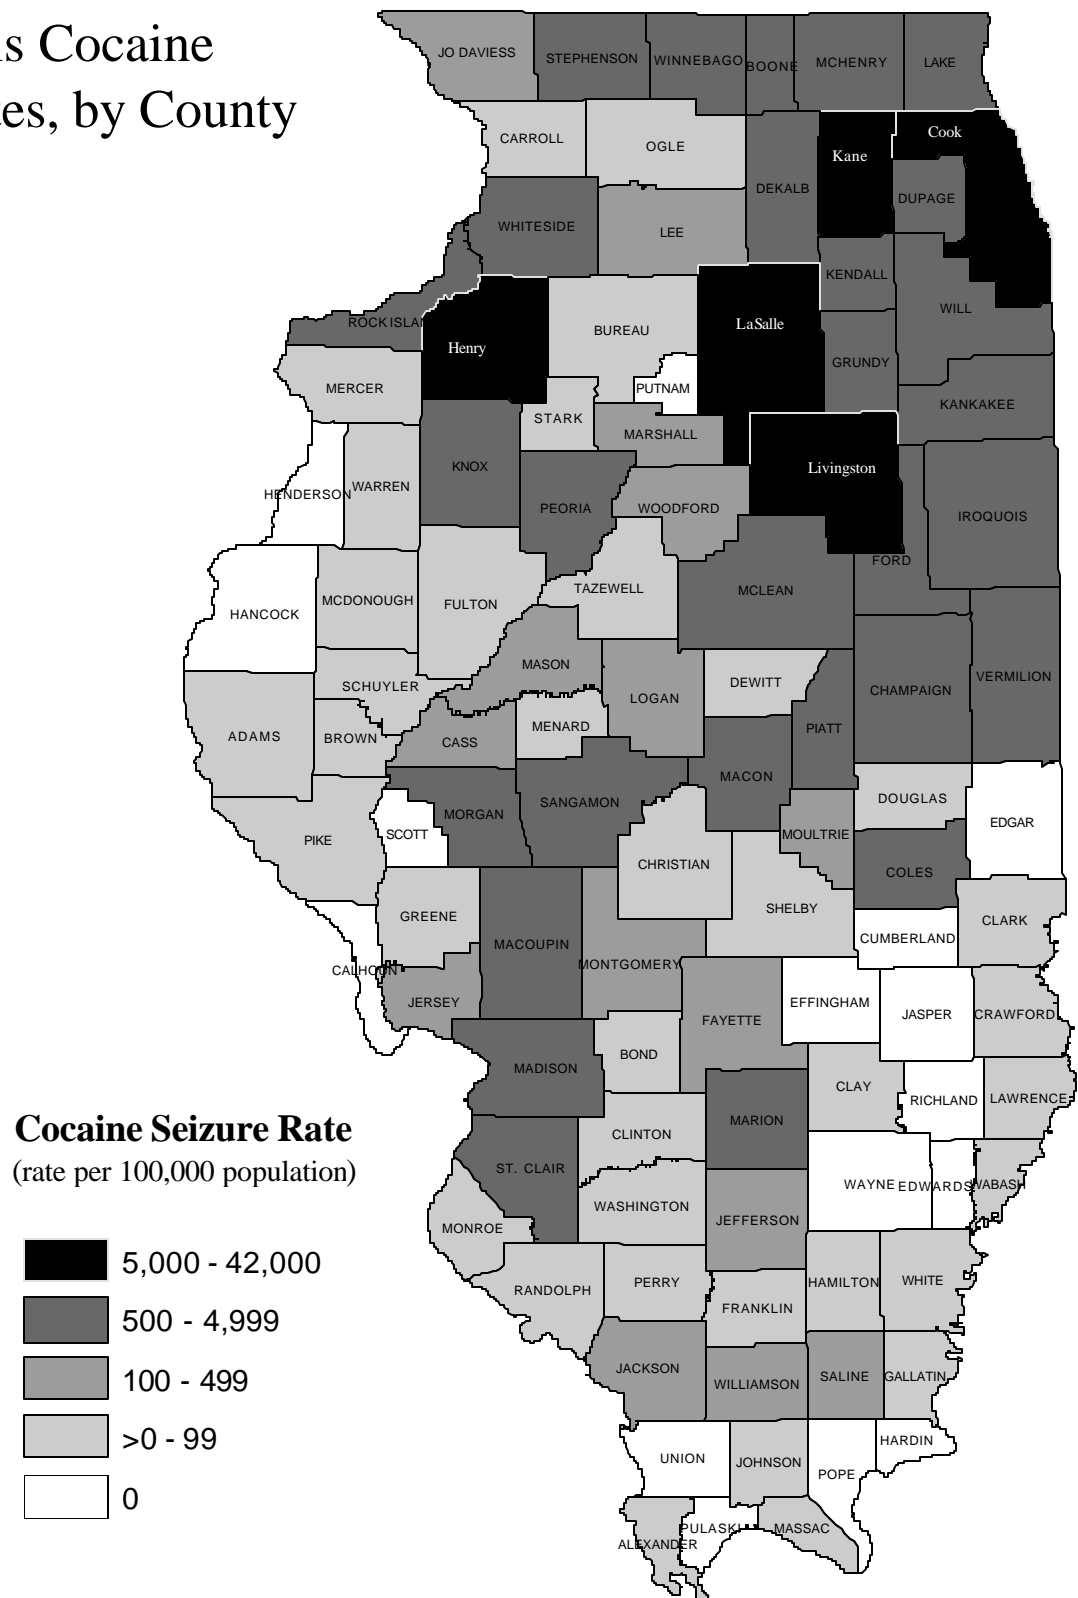 is Cocaine
tes, by County
JO DAVIESS
STEPHENSON
WINNEBAGO
BOONE
MCHENRY
LAKE
CARROLL
OGLE
Cook
Kane
DEKALB
DUPAGE
WHITESIDE
LEE
KENDALL
WILL
ROCK ISLAN
Henry
BUREAU
LaSalle
GRUNDY
MERCER
PUTNAM
KANKAKEE
STARK
MARSHALL
HENDERSON
WARREN
KNOX
PEORIA
WOODFORD
Livingston
IROQUOIS
FORD
HANCOCK
MCDONOUGH
FULTON
TAZEWELL
MCLEAN
SCHUYLER
MASON
LOGAN
DEWITT
CHAMPAIGN
VERMILION
ADAMS
BROWN
CASS
MENARD
PIATT
MACON
PIKE
SCOTT
MORGAN
SANGAMON
MOULTRIE
DOUGLAS
EDGAR
CHRISTIAN
COLES
GREENE
SHELBY
CLARK
MACOUPIN
CUMBERLAND
CALHOUN
MONTGOMERY
JERSEY
FAYETTE
EFFINGHAM
JASPER
CRAWFORD
BOND
MADISON
CLAY
RICHLAND
LAWRENCE
MARION
CLINTON
ST. CLAIR
WAYNE
EDWARDS
WABASH
WASHINGTON
MONROE
JEFFERSON
RANDOLPH
PERRY
HAMILTON
WHITE
FRANKLIN
JACKSON
WILLIAMSON
SALINE
GALLATIN
HARDIN
UNION
JOHNSON
POPE
ALEXANDER
PULASKI
MASSAC
Cocaine Seizure Rate
(rate per 100,000 population)
5,000 - 42,000
500 - 4,999
100 - 499
>0 - 99
0